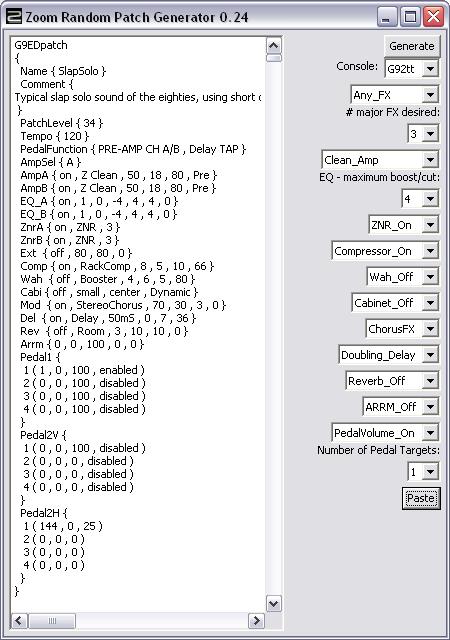 Zoom Random Patch Generator 0.24
G9EDpatch
{
Name { SlapSolo }
Comment {
Typical slap solo sound of the eighties, using short
}
PatchLevel { 34 }
Tempo { 120 }
PedalFunction { PRE-AMP CH A/B , Delay TAP }
AmpSel { A }
AmpA { on , Z Clean , 50 , 18 , 80 , Pre }
AmpB { on , Z Clean , 50 , 18 , 80 , Pre }
EQ_A { on , 1 , 0 , -4 , 4 , 4 , 0 }
EQ_B { on , 1 , 0 , -4 , 4 , 4 , 0 }
ZnrA { on , ZNR , 3 }
ZnrB { on , ZNR , 3 }
Ext { off , 80 , 80 , 0 }
Comp { on , RackComp , 8 , 5 , 10 , 66 }
Wah { off , Booster , 4 , 6 , 5 , 80 }
Cabi { off , small , center , Dynamic }
Mod { on , StereoChorus , 70 , 30 , 3 , 0 }
Del { on , Delay , 50mS , 0 , 7 , 36 }
Rev { off , Room , 3 , 10 , 10 , 0 }
Arrm { 0 , 0 , 100 , 0 , 0 }
Pedal1 {
1 ( 1 , 0 , 100 , enabled )
2 ( 0 , 0 , 100 , disabled )
3 ( 0 , 0 , 100 , disabled )
4 ( 0 , 0 , 100 , disabled )
}
Pedal2V {
1 ( 0 , 0 , 100 , disabled )
2 ( 0 , 0 , 0 , disabled )
3 ( 0 , 0 , 0 , disabled )
4 ( 0 , 0 , 0 , disabled )
}
Pedal2H {
1 ( 144 , 0 , 25 )
2 ( 0 , 0 , 0 )
3 ( 0 , 0 , 0 )
4 ( 0 , 0 , 0 )
}
}
Generate
Console: G92tt
Any_FX
# major FX desired:
3
Clean_Amp
EQ - maximum boost/cut:
4
ZNR_On
Compressor_On
Wah_Off
Cabinet_Off
ChorusFX
Doubling_Delay
Reverb_Off
ARRM_Off
PedalVolume_On
Number of Pedal Targets:
1
Paste